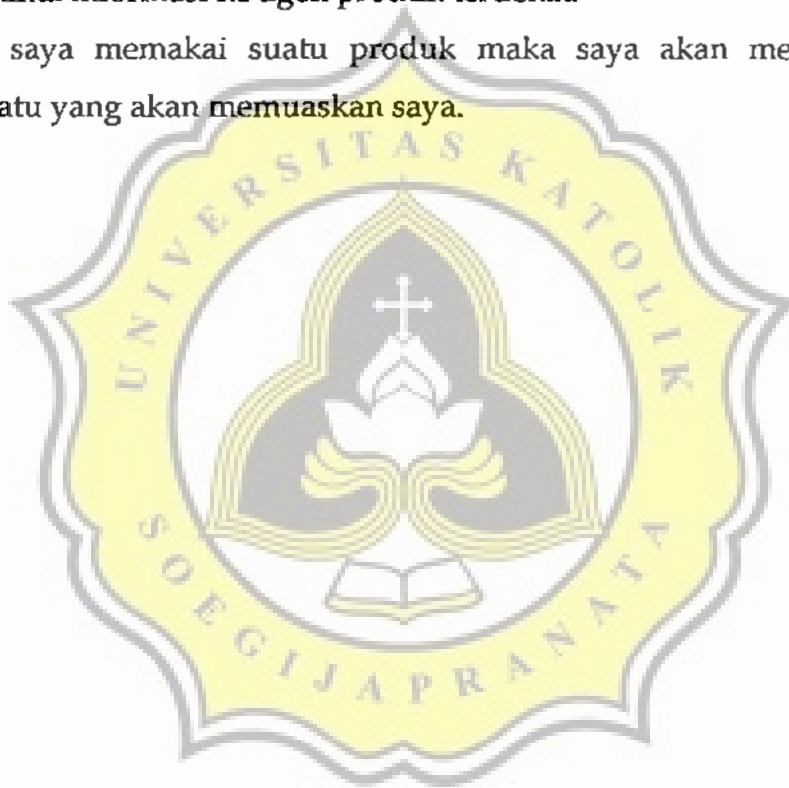 saya memakai suatu produk maka saya akan me
atu yang akan memuaskan saya.
UNIVERSITAS KATOLIK
SOEGIJAPRANATA